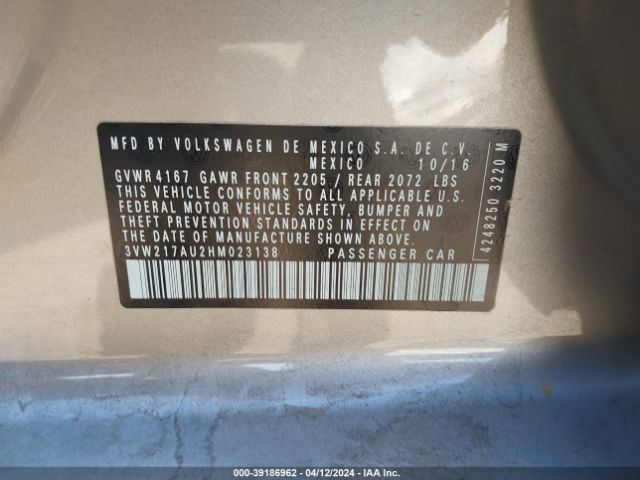 MFD BY VOLKSWAGEN DE MEXICO S.A. DE C.V.
MEXICO 10/16
GVWR 4167 GAWR FRONT 2205 / REAR 2072 LBS
THIS VEHICLE CONFORMS TO ALL APPLICABLE U.S.
FEDERAL MOTOR VEHICLE SAFETY, BUMPER AND
THEFT PREVENTION STANDARDS IN EFFECT ON
THE DATE OF MANUFACTURE SHOWN ABOVE.
3VW217AU2HM023138 PASSENGER CAR
4248250 3220 M
000-39186962 - 04/12/2024 - IAA Inc.